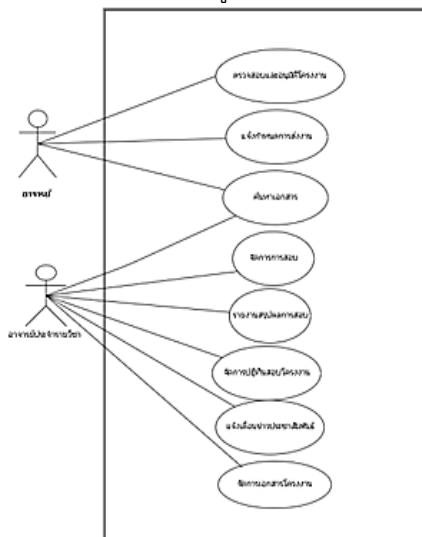 ตรวจสอบและอนุมัติโครงงาน
แจ้งกำหนดการส่งงาน
อาจารย์
ค้นหาเอกสาร
จัดการการสอบ
อาจารย์ประจำรายวิชา
รายงานสรุปผลการสอบ
จัดการปฏิทินสอบโครงงาน
แจ้งเตือนข่าวประชาสัมพันธ์
จัดการเอกสารโครงงาน